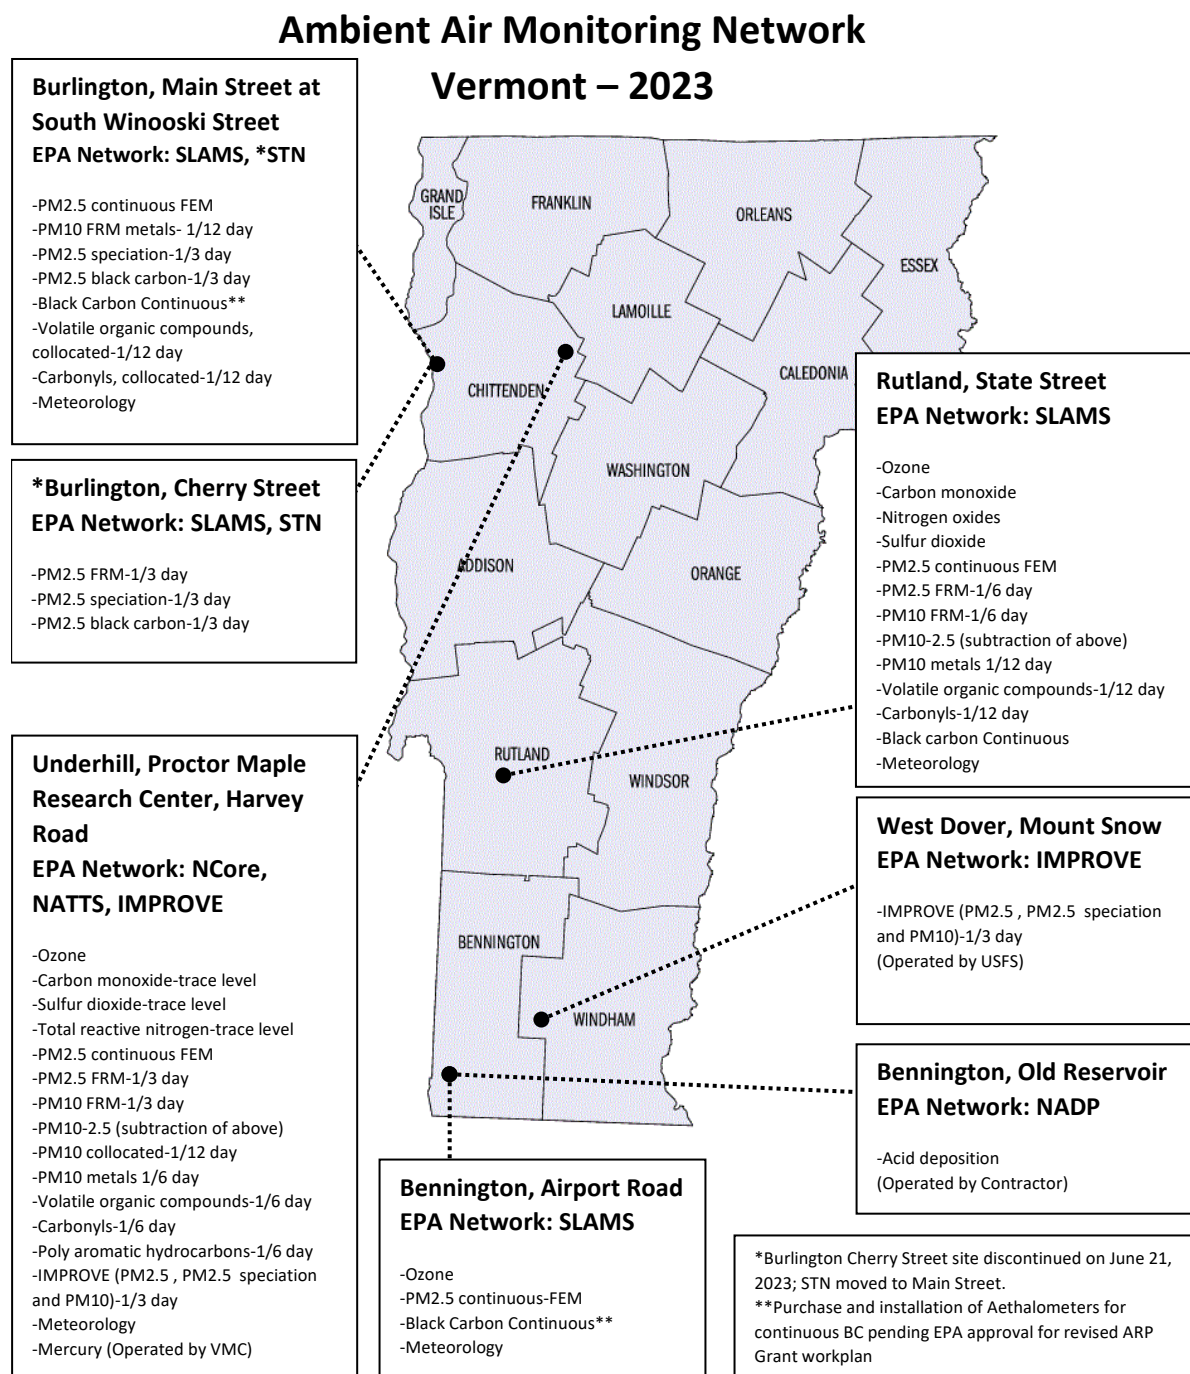 Ambient Air Monitoring Network
Vermont – 2023
Burlington, Main Street at
South Winooski Street
EPA Network: SLAMS, *STN
-PM2.5 continuous FEM
-PM10 FRM metals- 1/12 day
-PM2.5 speciation-1/3 day
-PM2.5 black carbon-1/3 day
-Black Carbon Continuous**
-Volatile organic compounds,
collocated-1/12 day
-Carbonyls, collocated-1/12 day
-Meteorology
*Burlington, Cherry Street
EPA Network: SLAMS, STN
-PM2.5 FRM-1/3 day
-PM2.5 speciation-1/3 day
-PM2.5 black carbon-1/3 day
Underhill, Proctor Maple
Research Center, Harvey
Road
EPA Network: NCore,
NATTS, IMPROVE
-Ozone
-Carbon monoxide-trace level
-Sulfur dioxide-trace level
-Total reactive nitrogen-trace level
-PM2.5 continuous FEM
-PM2.5 FRM-1/3 day
-PM10 FRM-1/3 day
-PM10-2.5 (subtraction of above)
-PM10 collocated-1/12 day
-PM10 metals 1/6 day
-Volatile organic compounds-1/6 day
-Carbonyls-1/6 day
-Poly aromatic hydrocarbons-1/6 day
-IMPROVE (PM2.5 , PM2.5  speciation
and PM10)-1/3 day
-Meteorology
-Mercury (Operated by VMC)
GRAND
ISLE
FRANKLIN
ORLEANS
ESSEX
LAMOILLE
CALEDONIA
CHITTENDEN
WASHINGTON
ADDISON
ORANGE
RUTLAND
WINDSOR
BENNINGTON
WINDHAM
Rutland, State Street
EPA Network: SLAMS
-Ozone
-Carbon monoxide
-Nitrogen oxides
-Sulfur dioxide
-PM2.5 continuous FEM
-PM2.5 FRM-1/6 day
-PM10 FRM-1/6 day
-PM10-2.5 (subtraction of above)
-PM10 metals 1/12 day
-Volatile organic compounds-1/12 day
-Carbonyls-1/12 day
-Black carbon Continuous
-Meteorology
West Dover, Mount Snow
EPA Network: IMPROVE
-IMPROVE (PM2.5 , PM2.5  speciation
and PM10)-1/3 day
(Operated by USFS)
Bennington, Old Reservoir
EPA Network: NADP
-Acid deposition
(Operated by Contractor)
Bennington, Airport Road
EPA Network: SLAMS
-Ozone
-PM2.5 continuous-FEM
-Black Carbon Continuous**
-Meteorology
*Burlington Cherry Street site discontinued on June 21,
2023; STN moved to Main Street.
**Purchase and installation of Aethalometers for
continuous BC pending EPA approval for revised ARP
Grant workplan